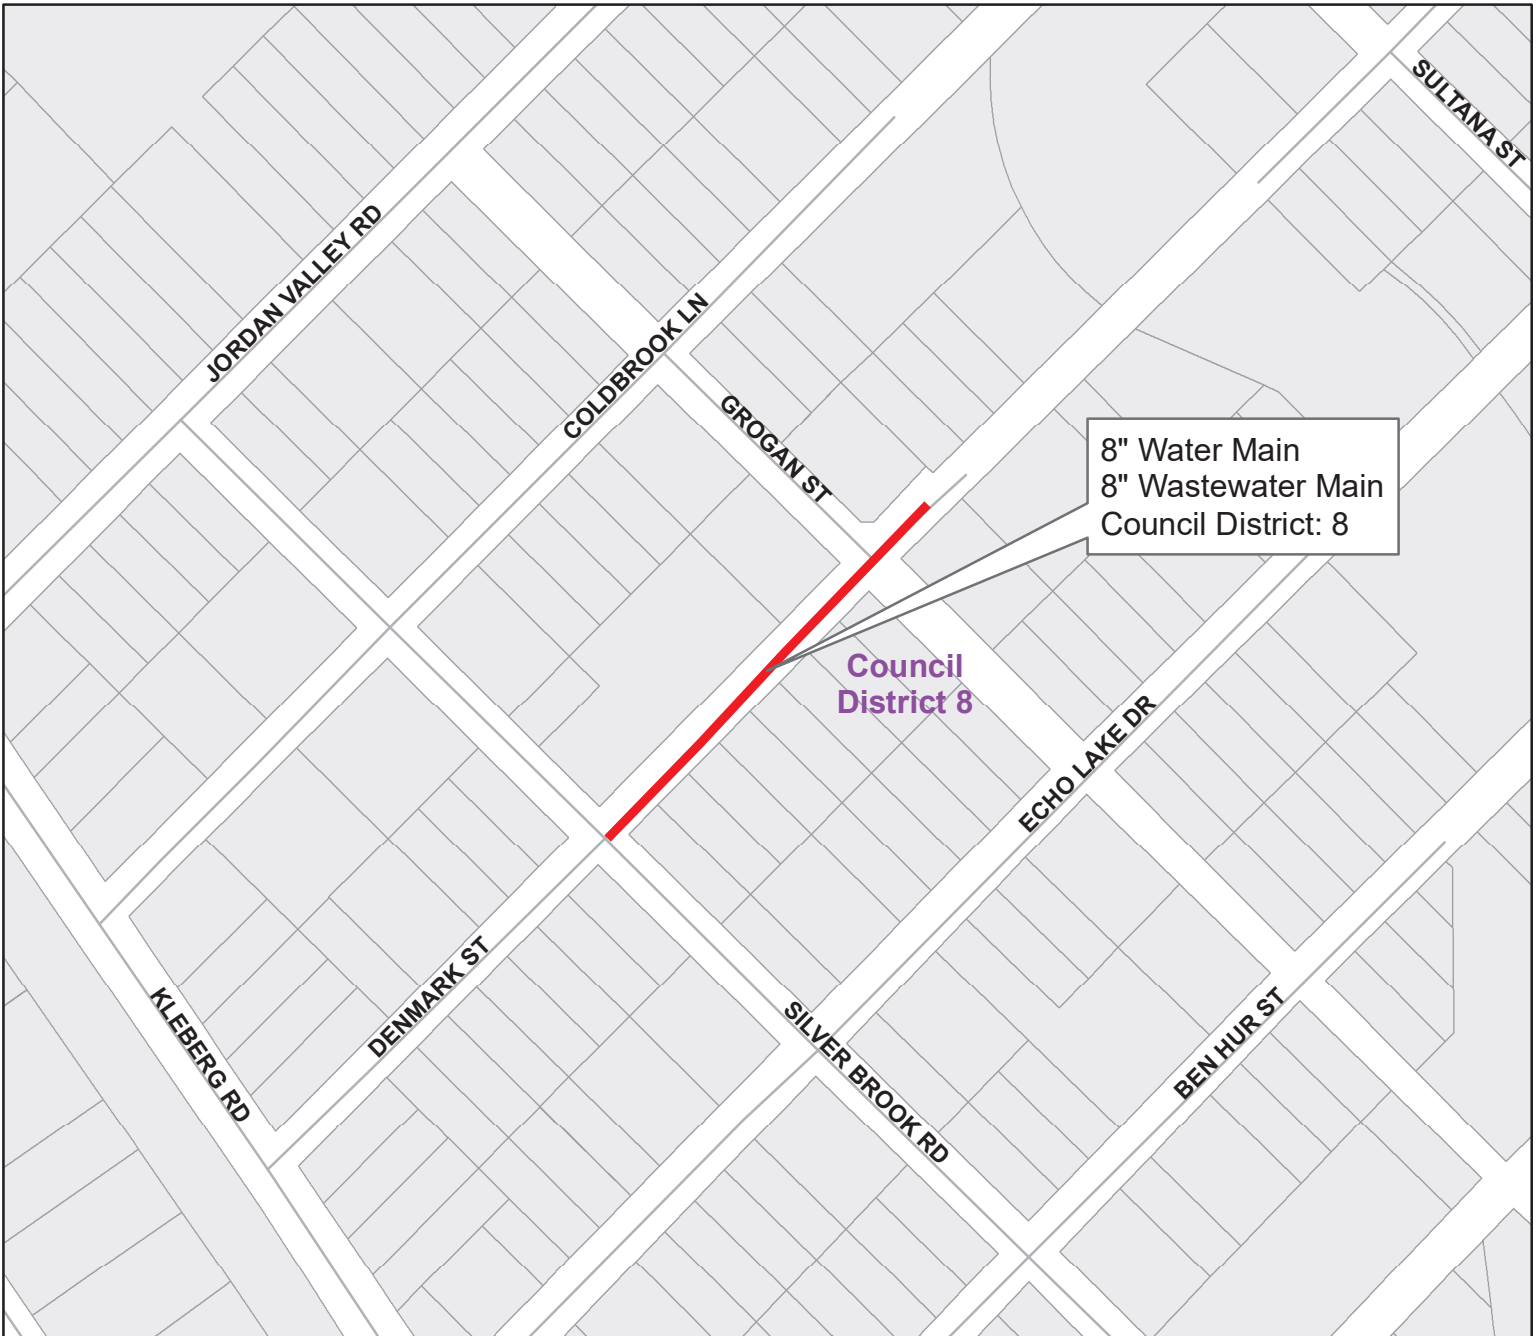 SULTANA ST
JORDAN VALLEY RD
COLDBROOK LN
GROGAN ST
8" Water Main
8" Wastewater Main
Council District: 8
Council
District 8
ECHO LAKE DR
DENMARK ST
KLEBERG RD
SILVER BROOK RD
BEN HUR ST